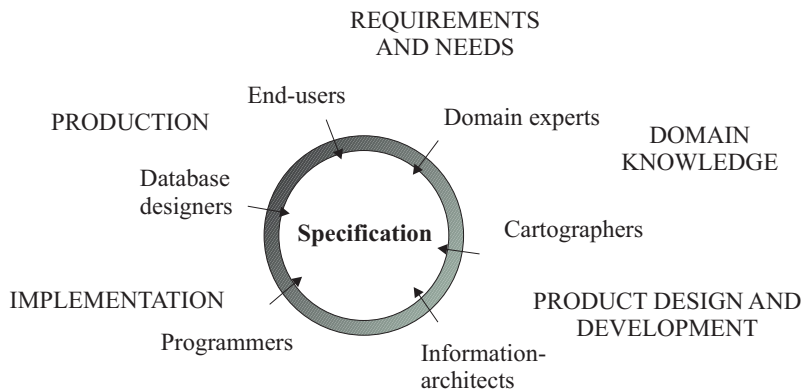 REQUIREMENTS
AND NEEDS
End-users
PRODUCTION
Domain experts
DOMAIN
KNOWLEDGE
Database
designers
Specification
Cartographers
IMPLEMENTATION
PRODUCT DESIGN AND
DEVELOPMENT
Programmers
Information-
architects